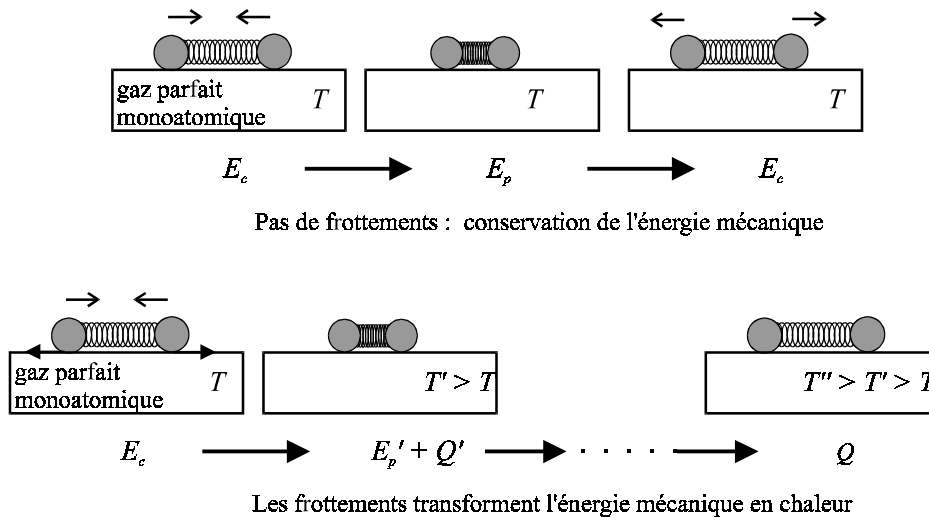 gaz parfait
monoatomique
T
T
T
E_c
E_p
E_c
Pas de frottements : conservation de l'énergie mécanique
gaz parfait
monoatomique
T
T' > T
T'' > T' > T
E_c
E_p' + Q'
. . . . .
Q
Les frottements transforment l'énergie mécanique en chaleur